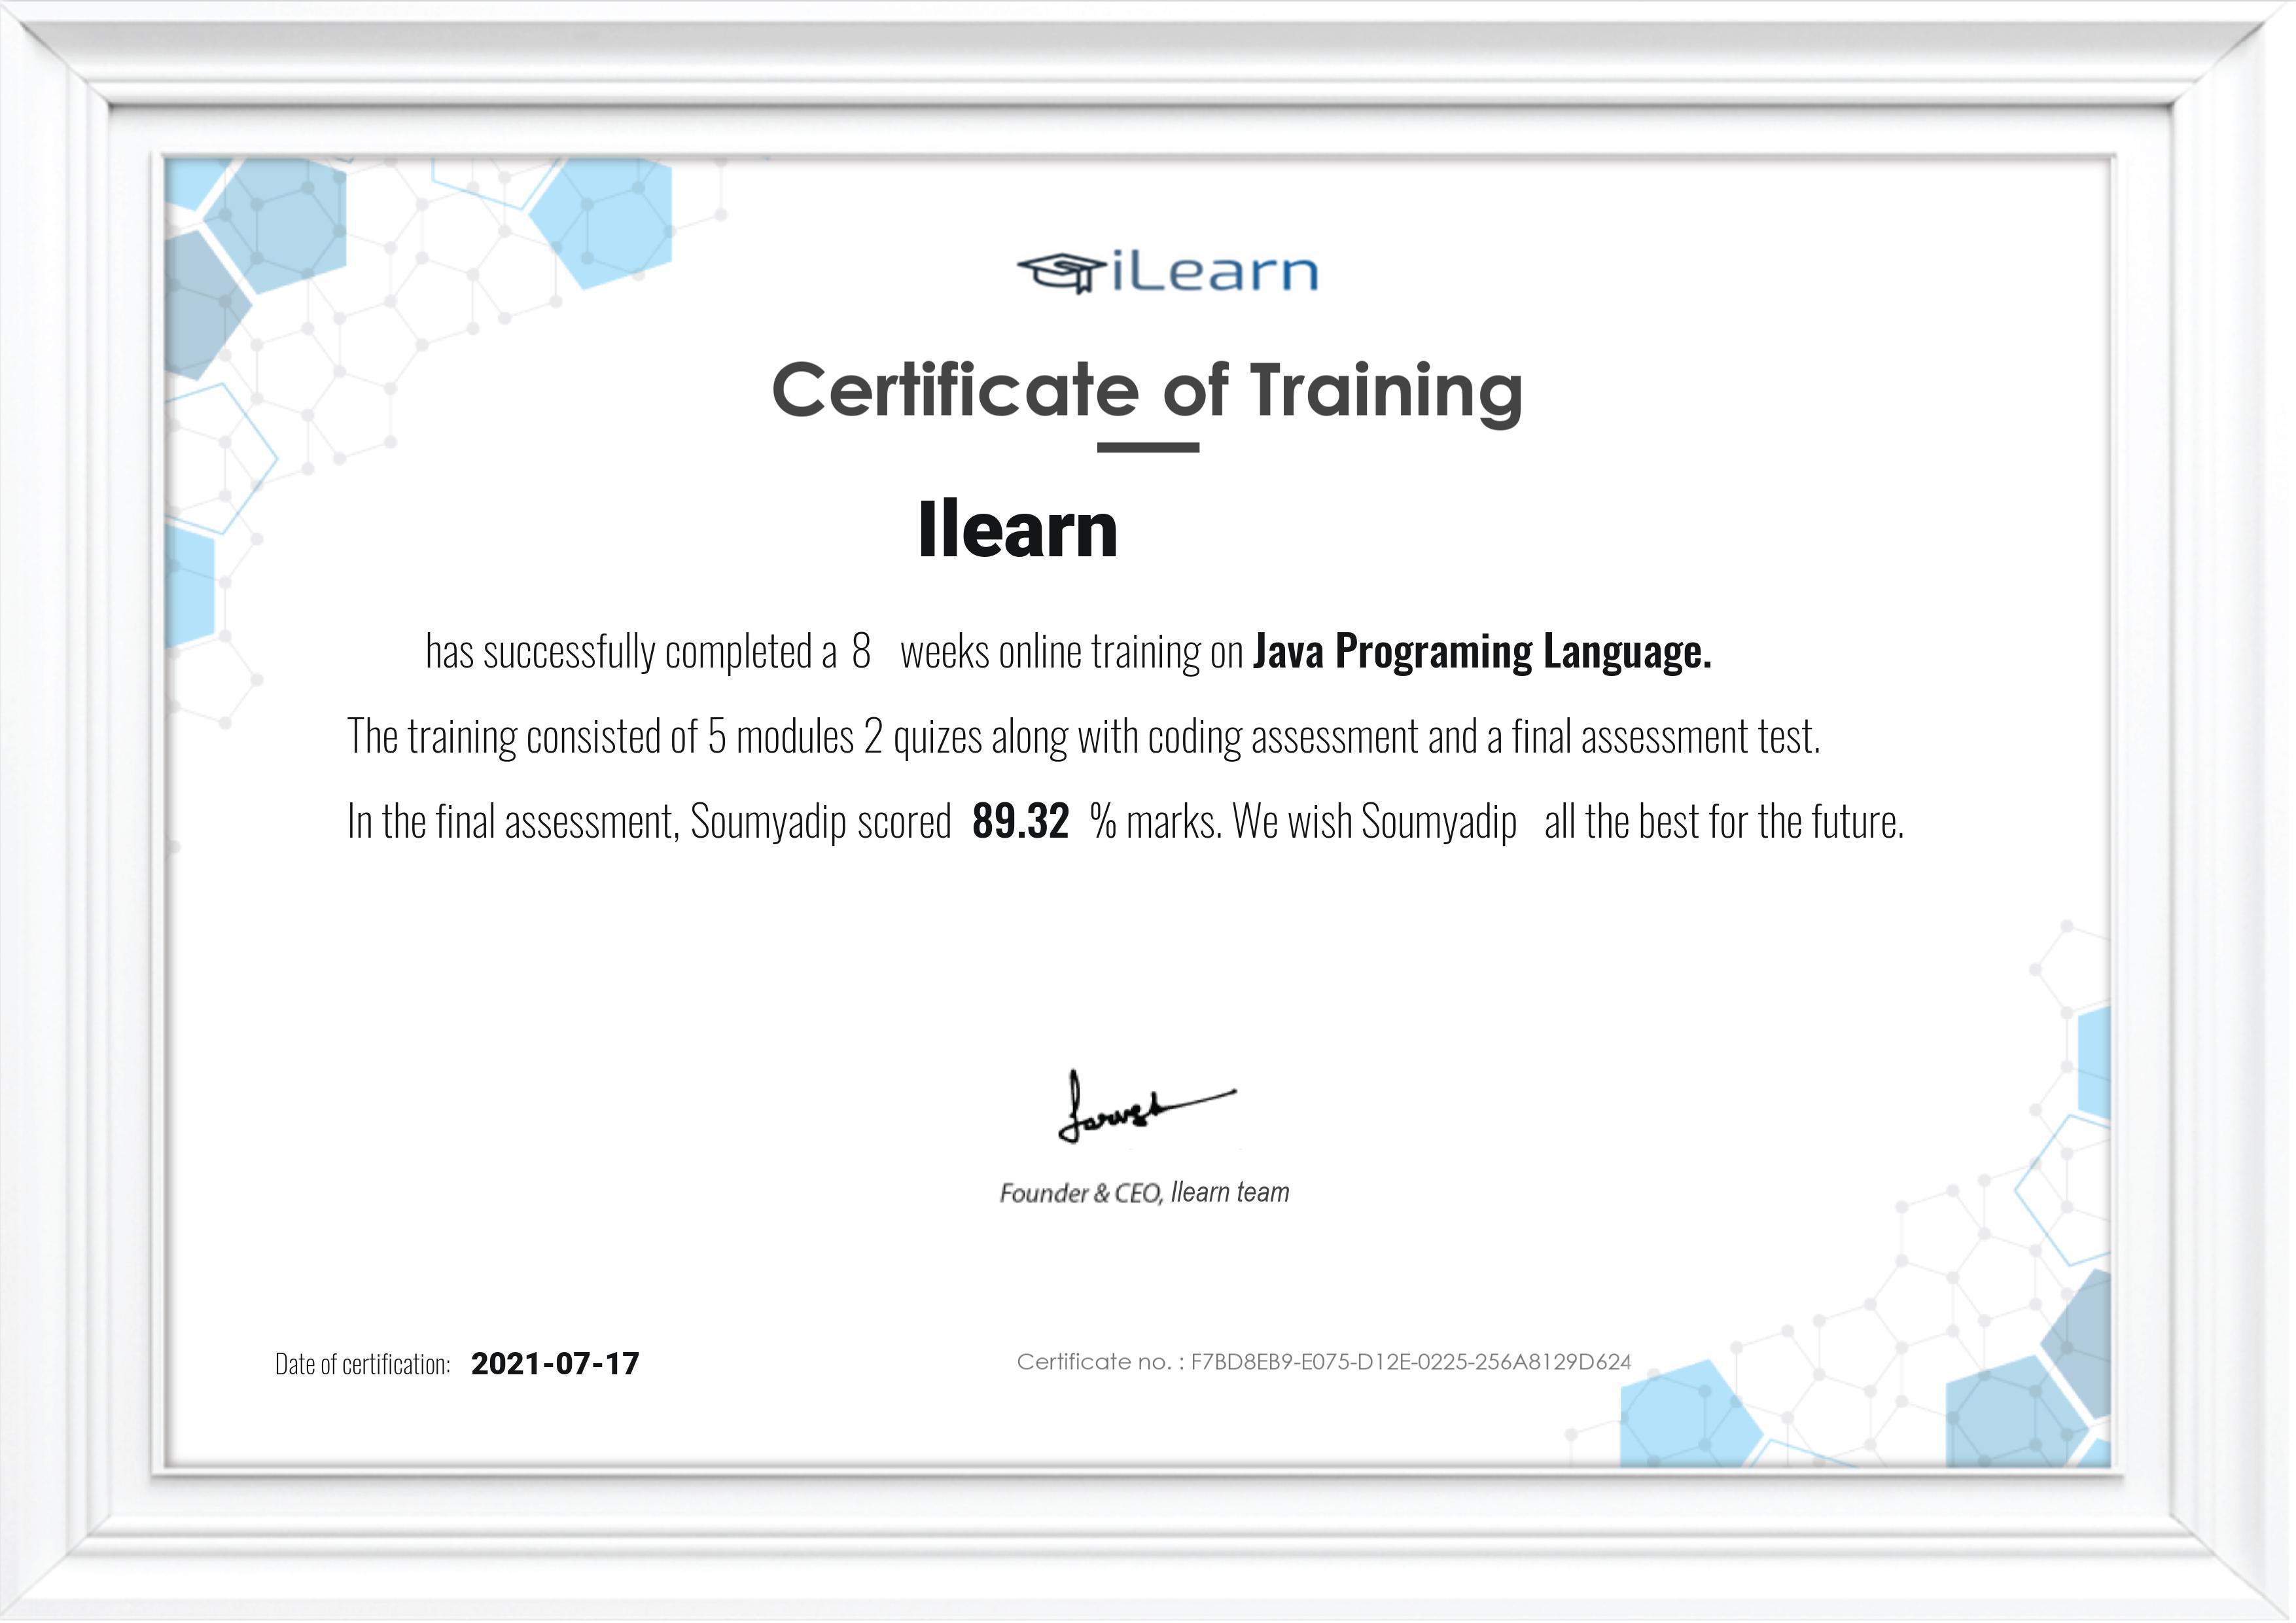 iLearn
Certificate of Training
Ilearn
has successfully completed a 8 weeks online training on Java Programing Language.
The training consisted of 5 modules 2 quizes along with coding assessment and a final assessment test.
In the final assessment, Soumyadip scored 89.32 % marks. We wish Soumyadip all the best for the future.
Founder & CEO, Ilearn team
Date of certification: 2021-07-17
Certificate no. : F7BD8EB9-E075-D12E-0225-256A8129D624